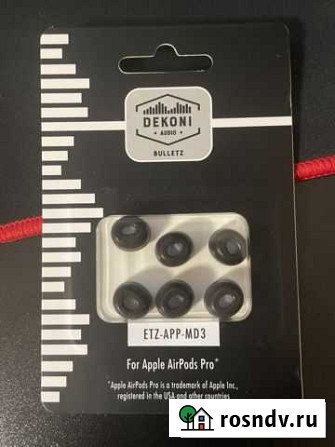 DEKONI
AUDIO
BULLETZ
ETZ-APP-MD3
For Apple AirPods Pro*
*Apple AirPods Pro is a trademark of Apple Inc.,
registered in the USA and other countries
rosndv.ru